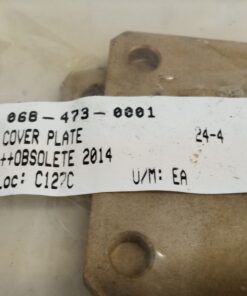 068-473-0001
COVER PLATE 24-4
++OBSOLETE 2014
Loc: C127C U/M: EA